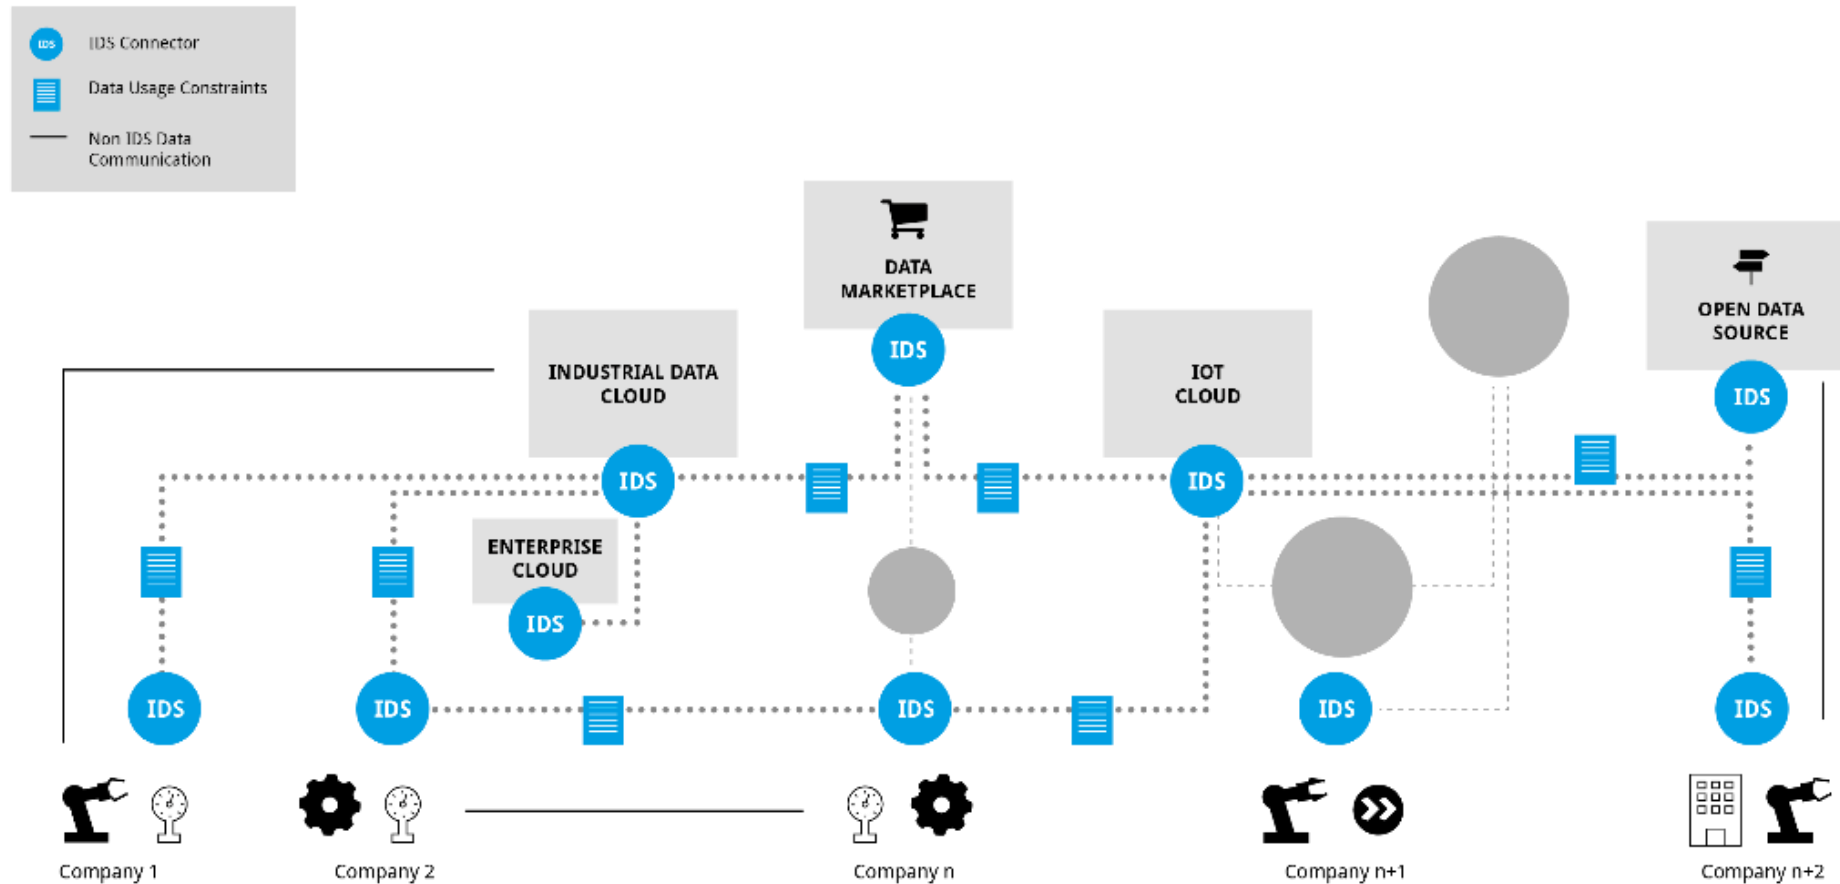 IDS
IDS Connector
Data Usage Constraints
Non IDS Data
Communication
DATA
MARKETPLACE
IDS
OPEN DATA
SOURCE
IDS
INDUSTRIAL DATA
CLOUD
IDS
IOT
CLOUD
IDS
ENTERPRISE
CLOUD
IDS
IDS
IDS
IDS
IDS
IDS
Company 1
Company 2
Company n
Company n+1
Company n+2